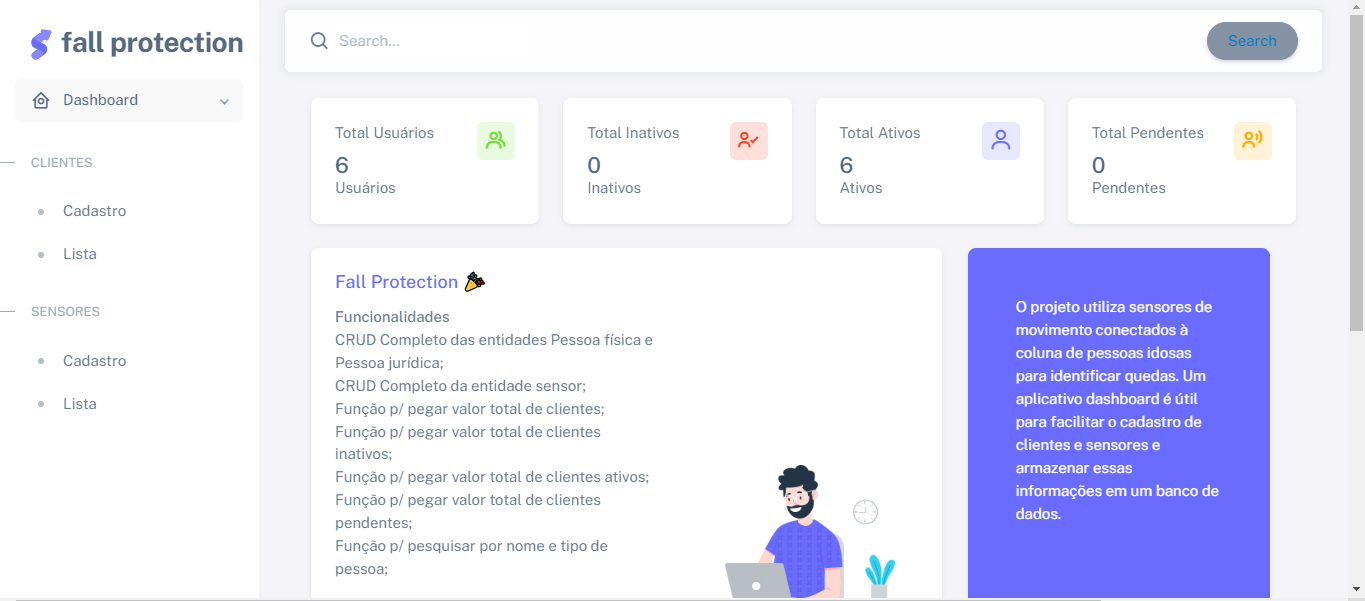 fall protection
Dashboard
CLIENTES
Cadastro
Lista
SENSORES
Cadastro
Lista
Search...
Search
Total Usuários
6
Usuários
Total Inativos
0
Inativos
Total Ativos
6
Ativos
Total Pendentes
0
Pendentes
Fall Protection
Funcionalidades
CRUD Completo das entidades Pessoa física e
Pessoa jurídica;
CRUD Completo da entidade sensor;
Função p/ pegar valor total de clientes;
Função p/ pegar valor total de clientes
inativos;
Função p/ pegar valor total de clientes ativos;
Função p/ pegar valor total de clientes
pendentes;
Função p/ pesquisar por nome e tipo de
pessoa;
O projeto utiliza sensores de
movimento conectados à
coluna de pessoas idosas
para identificar quedas. Um
aplicativo dashboard é útil
para facilitar o cadastro de
clientes e sensores e
armazenar essas
informações em um banco de
dados.